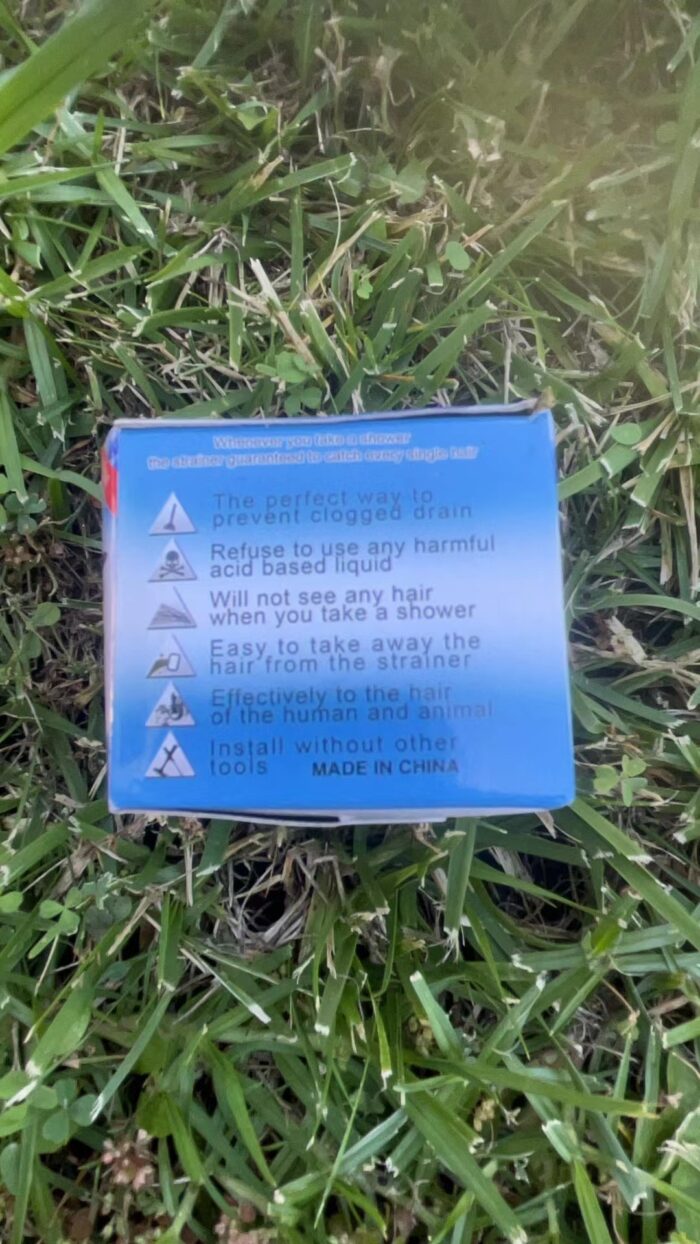 Whenever you take a shower
the strainer guaranteed to catch every single hair
The perfect way to
prevent clogged drain
Refuse to use any harmful
acid based liquid
Will not see any hair
when you take a shower
Easy to take away the
hair from the strainer
Effectively to the hair
of the human and animal
Install without other
tools MADE IN CHINA